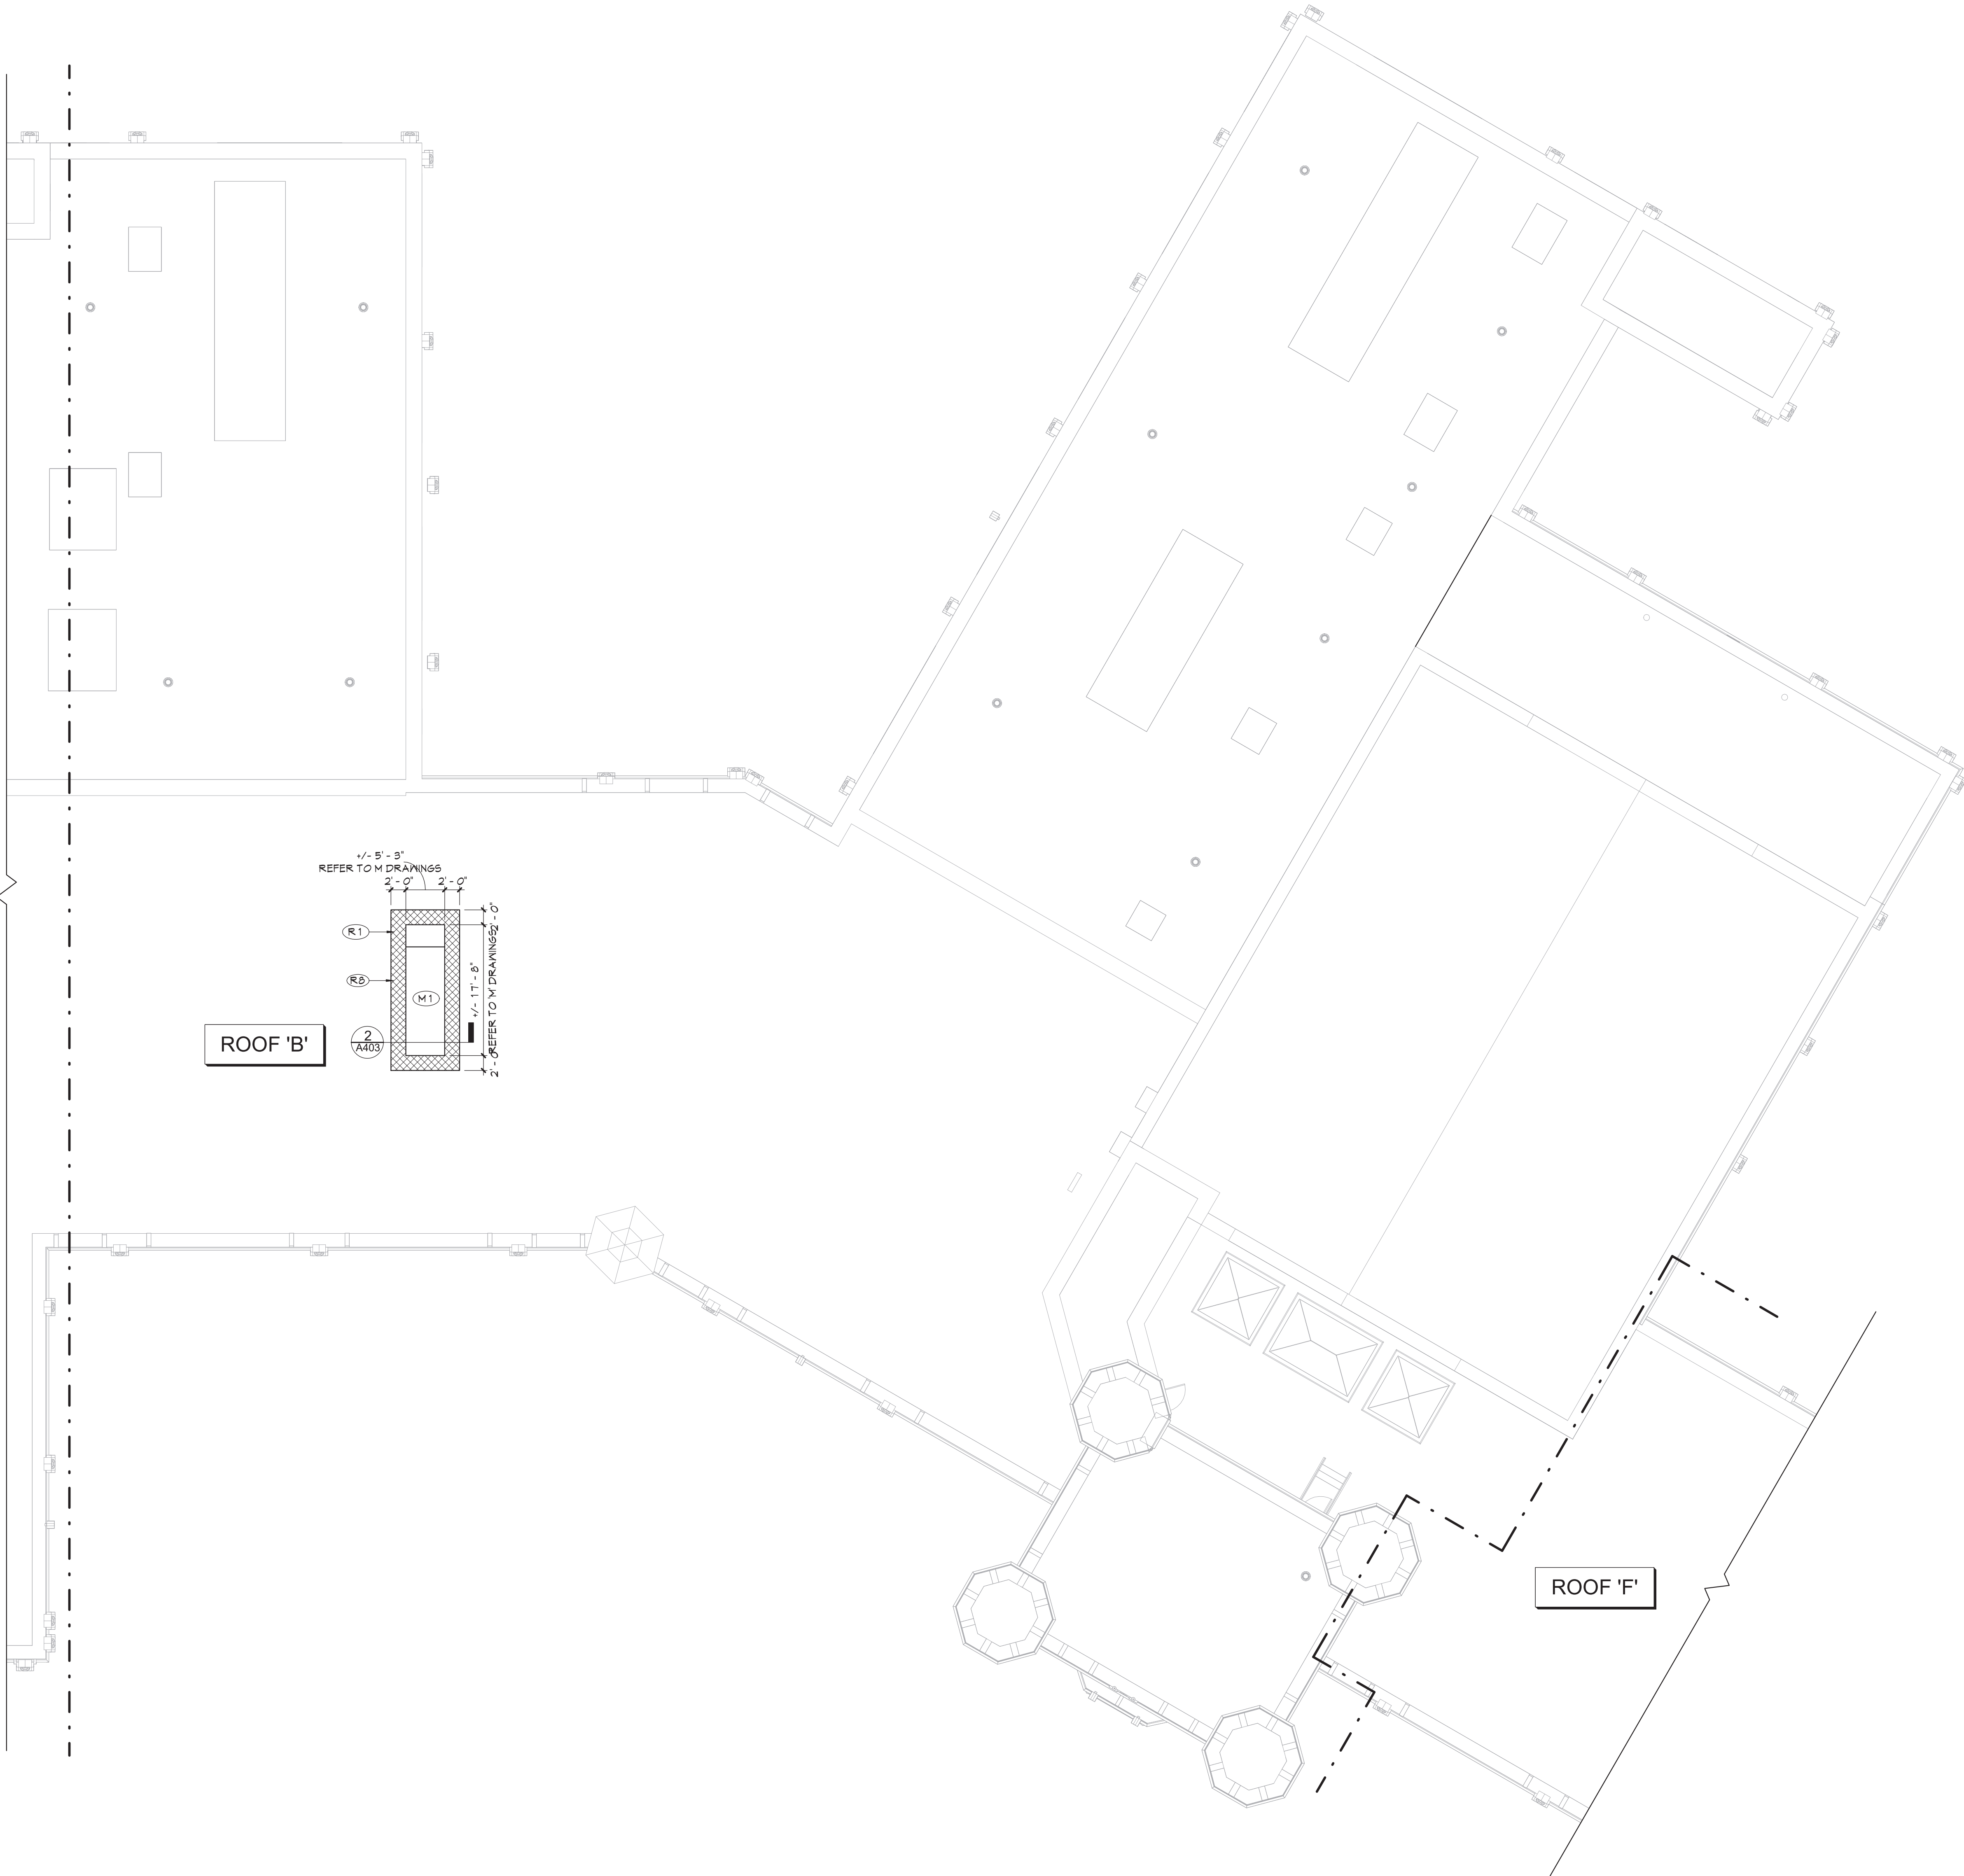 +/- 5' - 3"
REFER TO M DRAWINGS
2' - 0"
2' - 0"
2' - 0"
R1
R8
M1
+/- 17' - 8"
REFER TO M DRAWINGS
2' - 0"
2
A403
ROOF 'B'
ROOF 'F'